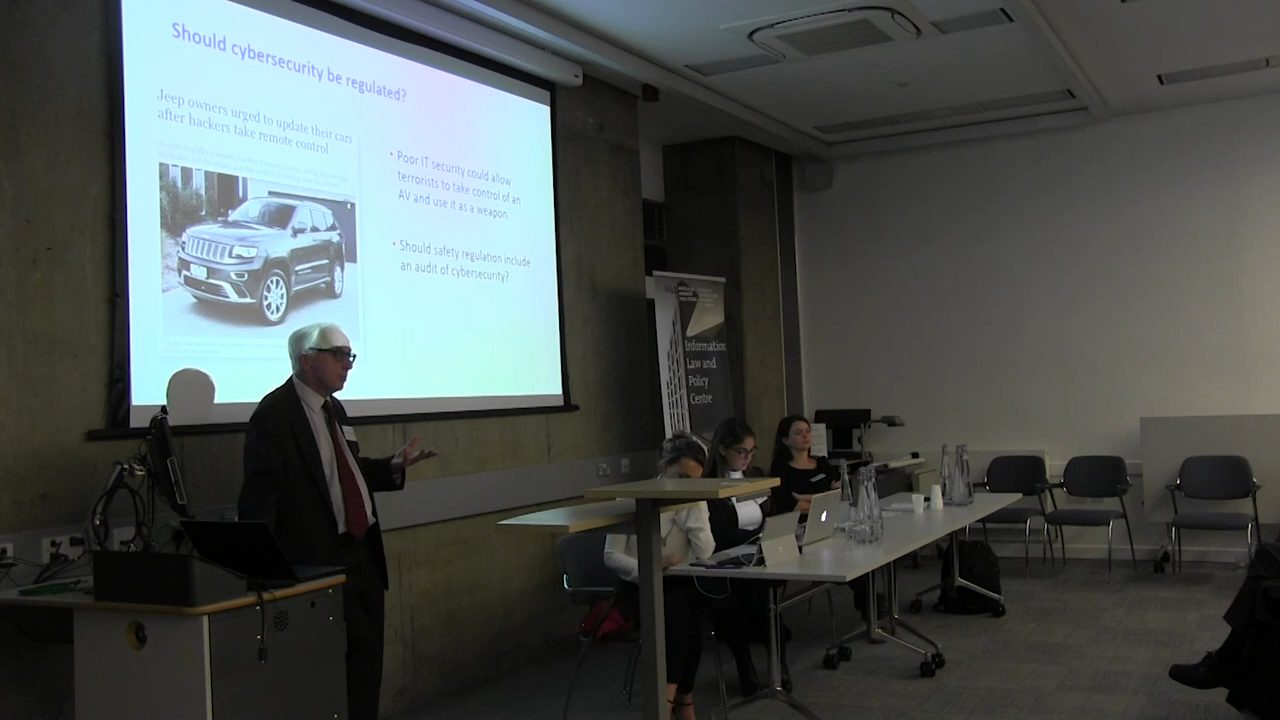 Should cybersecurity be regulated?
Jeep owners urged to update their cars
after hackers take remote control
• Poor IT security could allow
terrorists to take control of an
AV and use it as a weapon.
• Should safety regulation include
an audit of cybersecurity?
Information
Law and
Policy
Centre